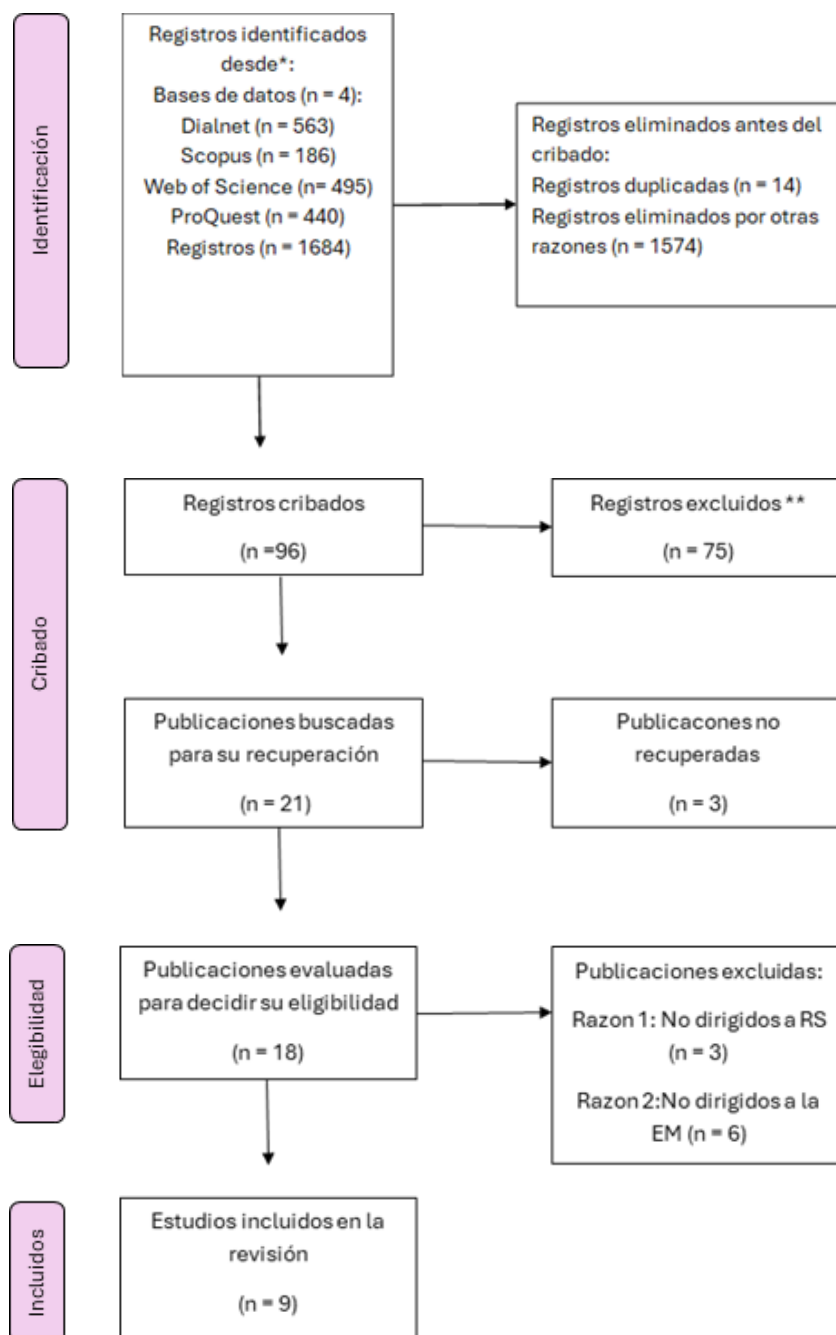 Identificación
Registros identificados
desde*:
Bases de datos (n = 4):
Dialnet (n = 563)
Scopus (n = 186)
Web of Science (n= 495)
ProQuest (n = 440)
Registros (n = 1684)
Registros eliminados antes del
cribado:
Registros duplicadas (n = 14)
Registros eliminados por otras
razones (n = 1574)
Cribado
Registros cribados
(n =96)
Registros excluidos **
(n = 75)
Publicaciones buscadas
para su recuperación
(n = 21)
Publicacones no
recuperadas
(n = 3)
Elegibilidad
Publicaciones evaluadas
para decidir su eligibilidad
(n = 18)
Publicaciones excluidas:
Razon 1: No dirigidos a RS
(n = 3)
Razon 2:No dirigidos a la
EM (n = 6)
Incluidos
Estudios incluidos en la
revisión
(n = 9)